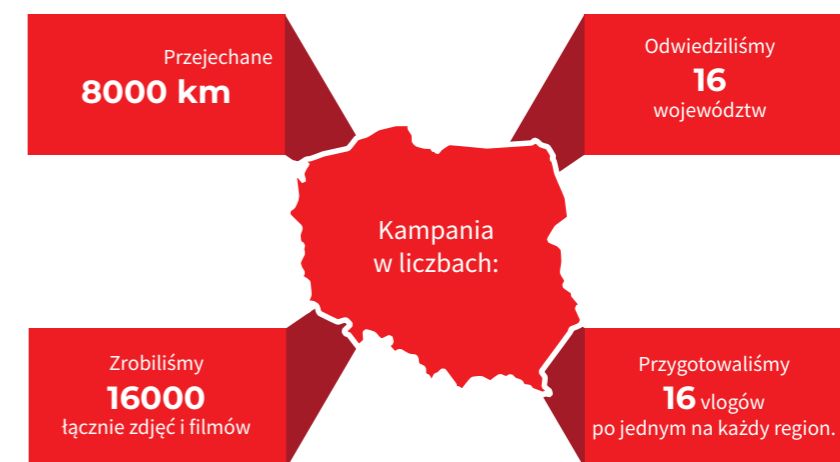 Przejechane
8000 km
Odwiedziliśmy
16
województw
Kampania
w liczbach:
Zrobiliśmy
16000
łącznie zdjęć i filmów
Przygotowaliśmy
16 vlogów
po jednym na każdy region.